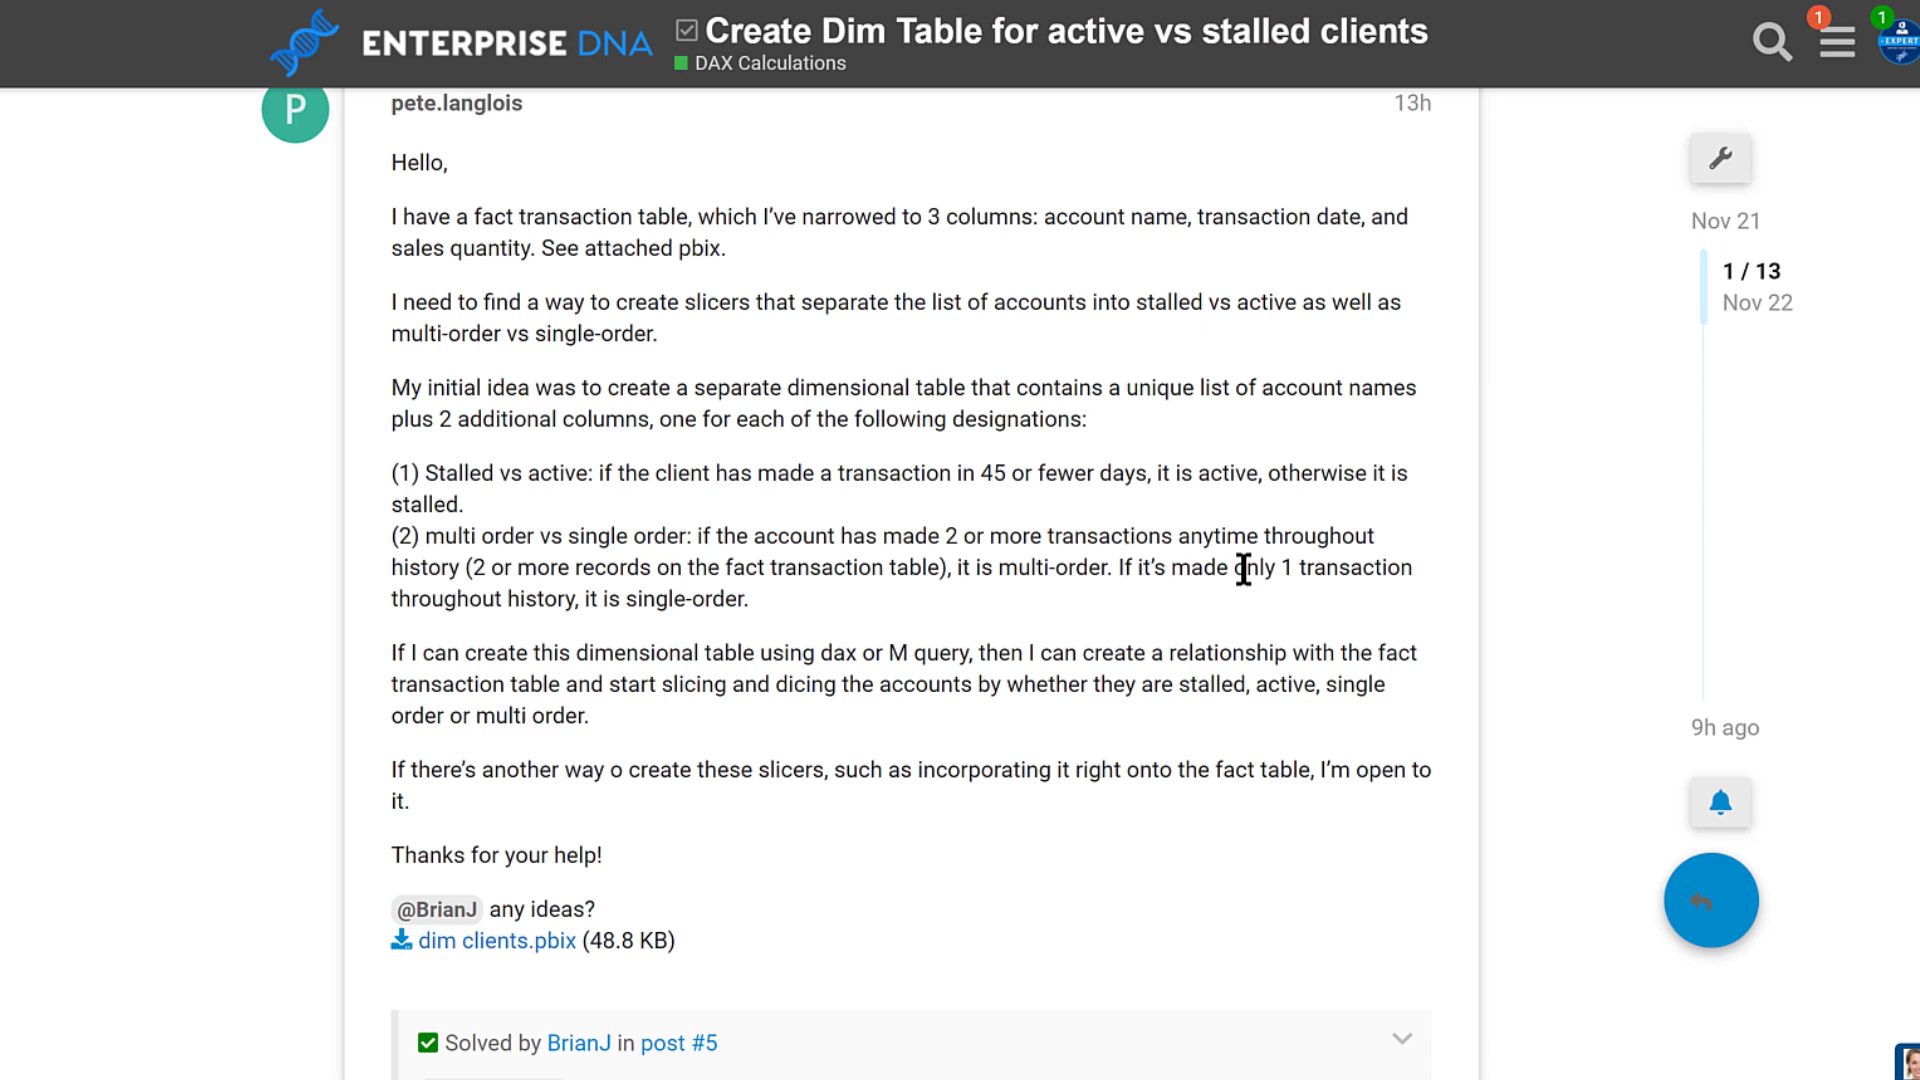 ENTERPRISE DNA
Create Dim Table for active vs stalled clients
DAX Calculations
1
1
EXPERT
P
pete.langlois
13h
Hello,
I have a fact transaction table, which I've narrowed to 3 columns: account name, transaction date, and
sales quantity. See attached pbix.
I need to find a way to create slicers that separate the list of accounts into stalled vs active as well as
multi-order vs single-order.
My initial idea was to create a separate dimensional table that contains a unique list of account names
plus 2 additional columns, one for each of the following designations:
(1) Stalled vs active: if the client has made a transaction in 45 or fewer days, it is active, otherwise it is
stalled.
(2) multi order vs single order: if the account has made 2 or more transactions anytime throughout
history (2 or more records on the fact transaction table), it is multi-order. If it's made only 1 transaction
throughout history, it is single-order.
If I can create this dimensional table using dax or M query, then I can create a relationship with the fact
transaction table and start slicing and dicing the accounts by whether they are stalled, active, single
order or multi order.
If there's another way o create these slicers, such as incorporating it right onto the fact table, I'm open to
it.
Thanks for your help!
@BrianJ any ideas?
dim clients.pbix (48.8 KB)
Solved by BrianJ in post #5
Nov 21
1 / 13
Nov 22
9h ago